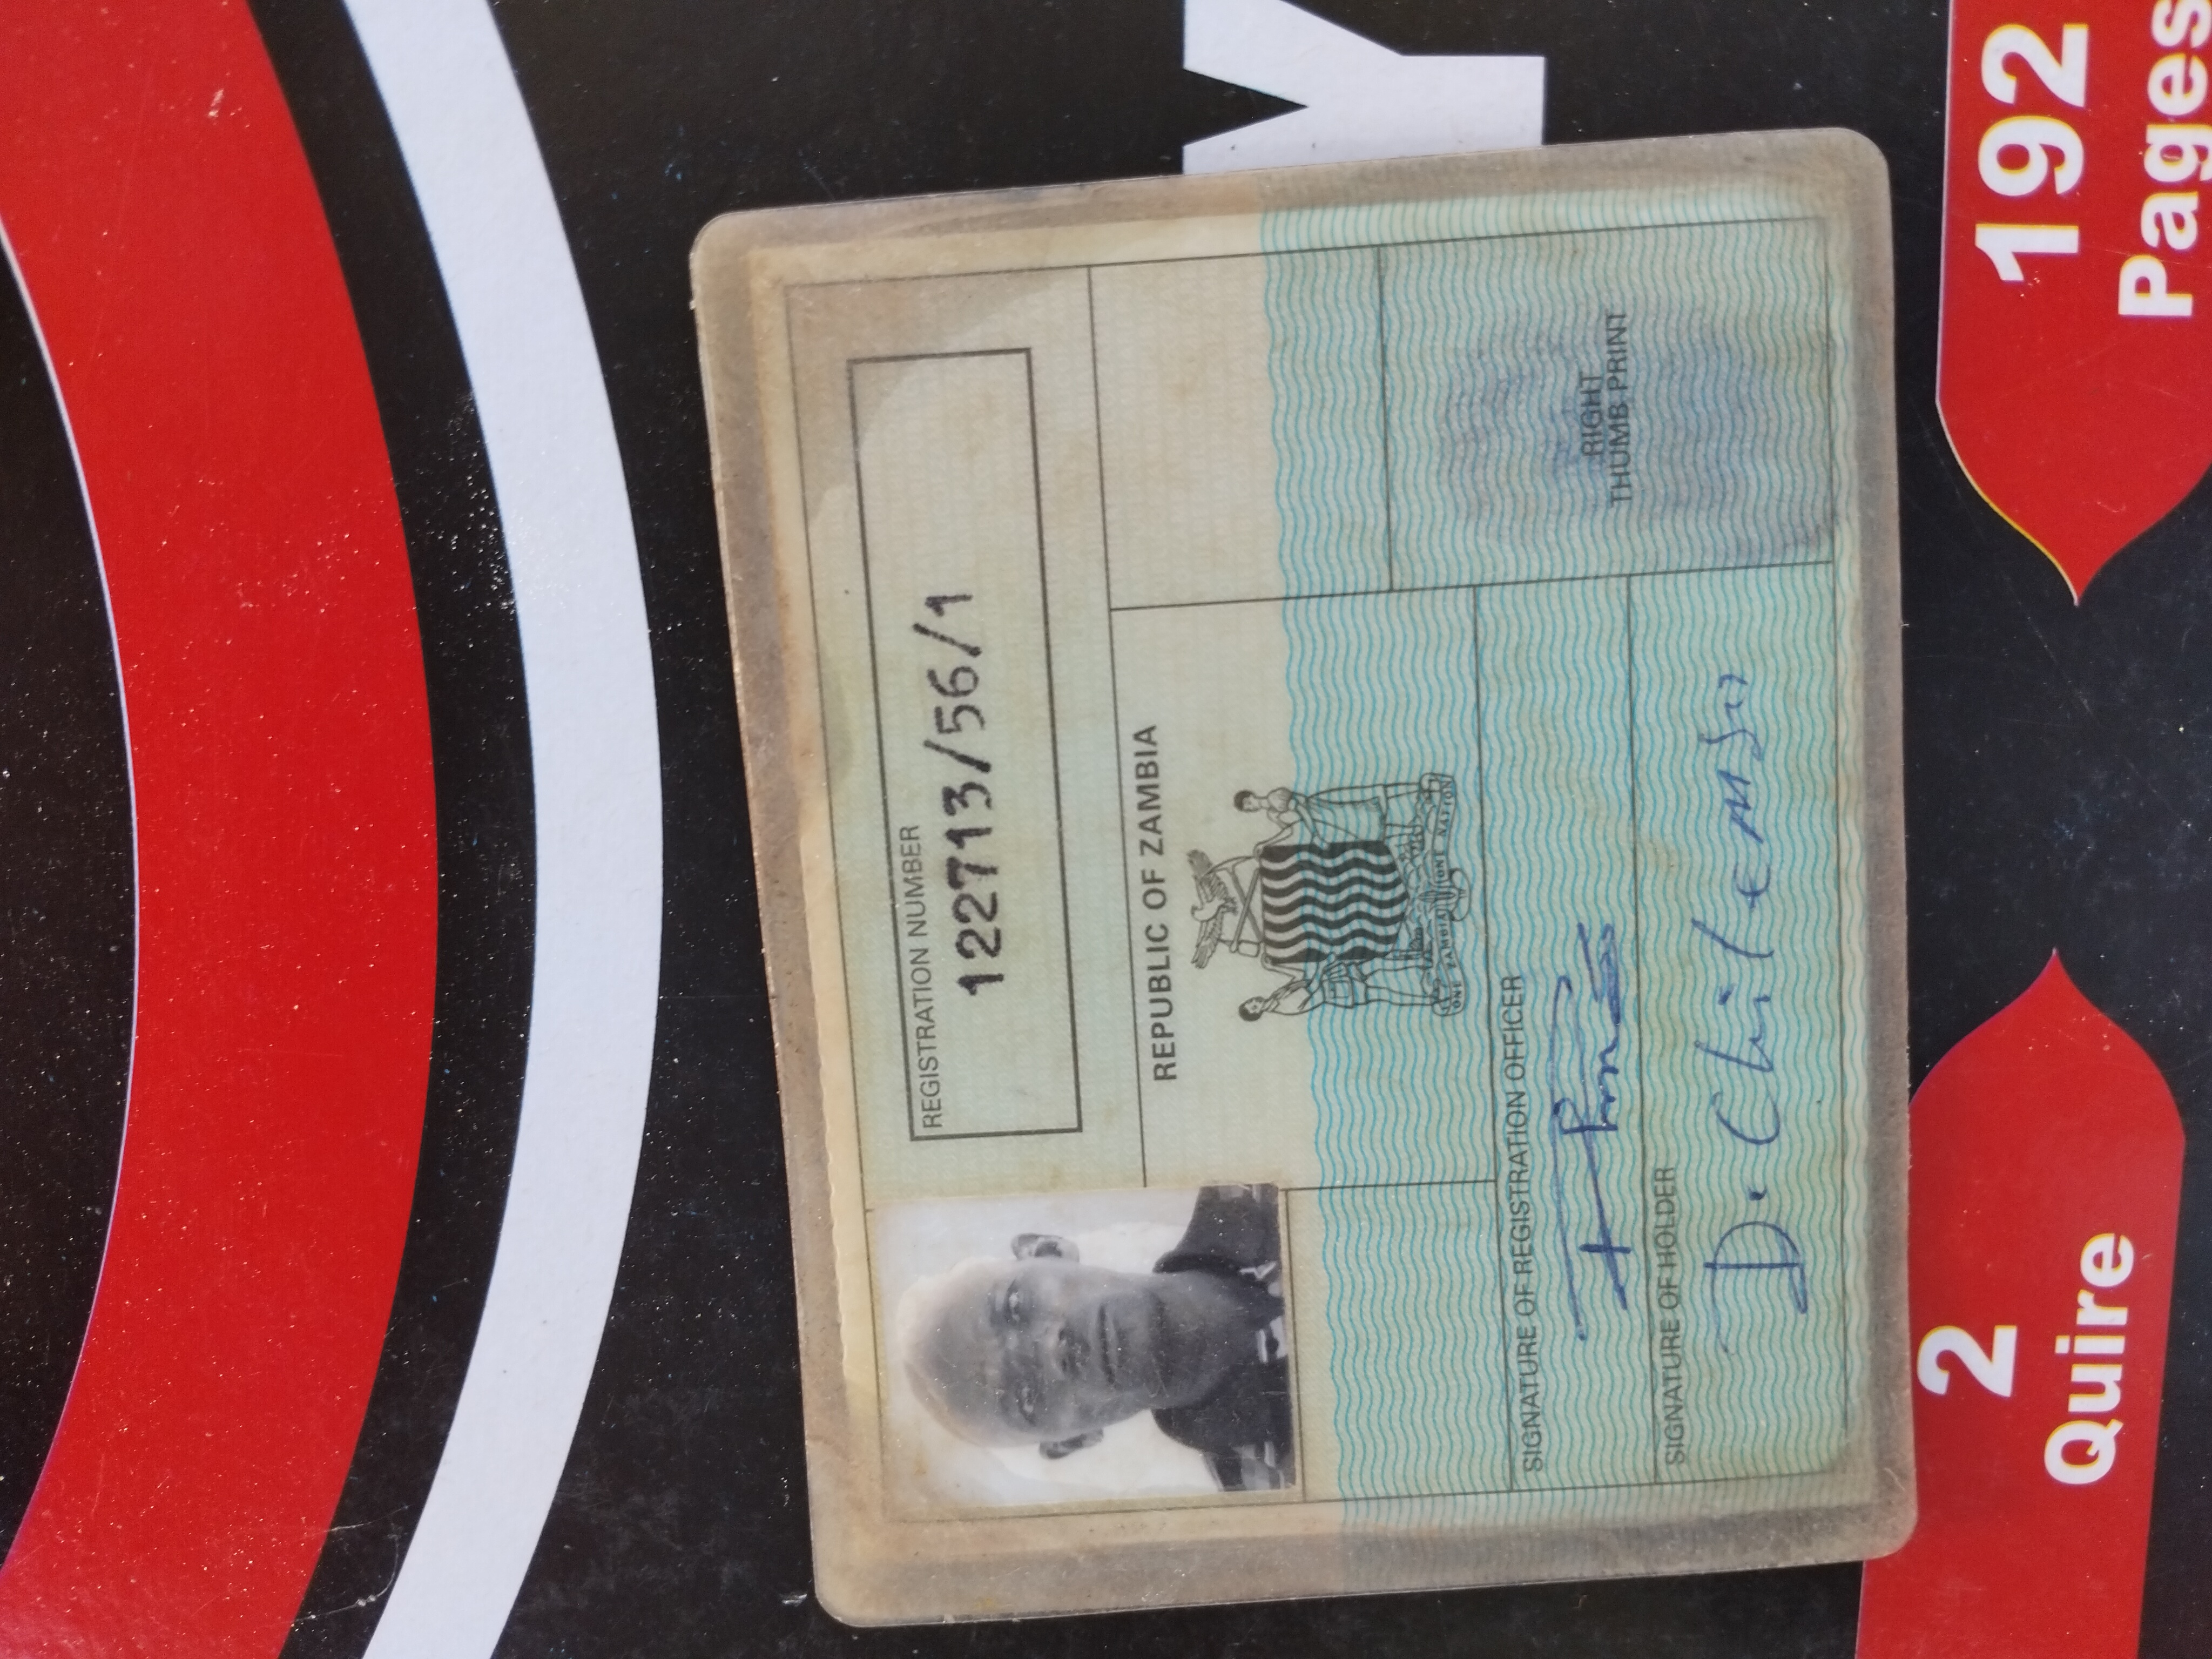 REGISTRATION NUMBER
122713/56/1
REPUBLIC OF ZAMBIA
ONE ZAMBIA ONE NATION
RIGHT
THUMB PRINT
SIGNATURE OF REGISTRATION OFFICER
SIGNATURE OF HOLDER
D. Chilemsu
2
Quire
192
Pages
Y